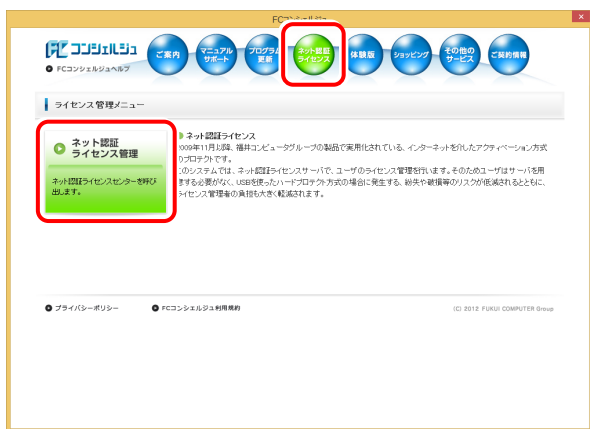 FCコンシェルジュ
FC コンシェルジュ
FCコンシェルジュヘルプ
ご案内
マニュアル
サポート
プログラム
更新
ネット認証
ライセンス
体験版
ショッピング
その他の
サービス
ご契約情報
ライセンス管理メニュー
ネット認証
ライセンス管理
ネット認証ライセンスセンターを呼び
出します。
ネット認証ライセンス
2009年11月以降、福井コンピュータグループの製品で実用化されている、インターネットを介したアクティベーション方式
のプロテクトです。
このシステムでは、ネット認証ライセンスサーバで、ユーザのライセンス管理を行います。そのためユーザはサーバを用
意する必要がなく、USBを使ったハードプロテクト方式の場合に発生する、紛失や破損等のリスクが低減されるとともに、
ライセンス管理者の負担も大きく軽減されます。
プライバシーポリシー
FCコンシェルジュ利用規約
(C) 2012 FUKUI COMPUTER Group